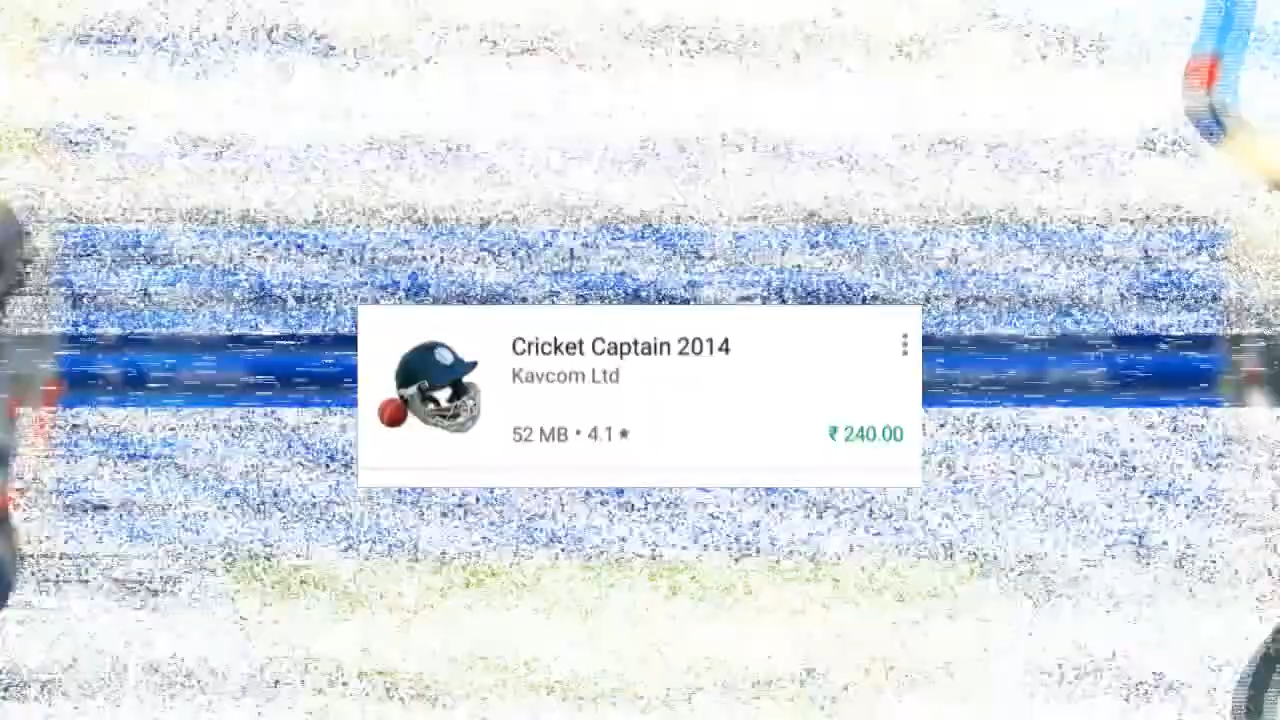 Cricket Captain 2014
Kavcom Ltd
52 MB • 4.1 ★
₹ 240.00